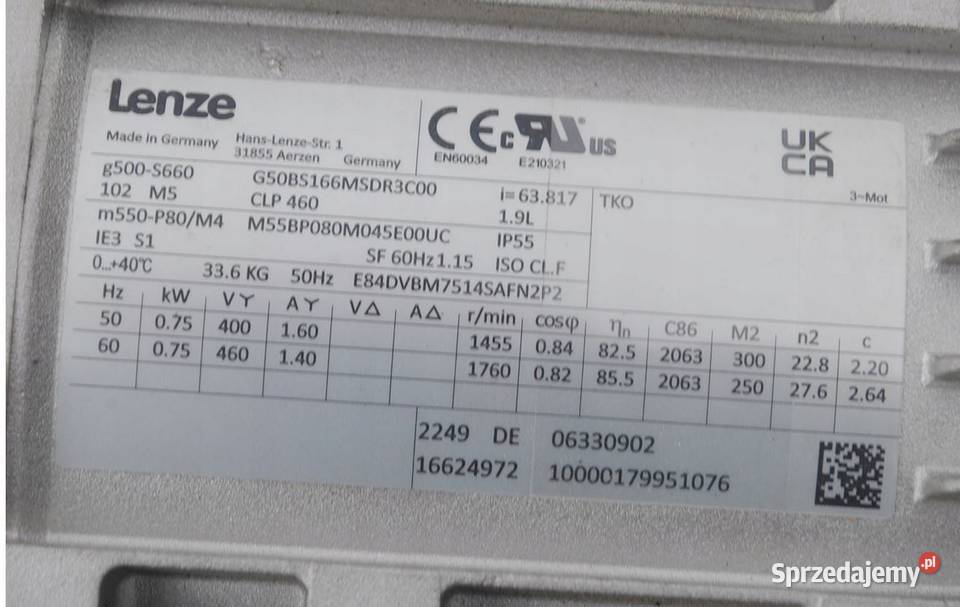 Lenze
Made in Germany Hans-Lenze-Str. 1
31855 Aerzen Germany
CE EN60034
c RU US E210321
UK
CA
3~Mot
g500-S660 G50BS166MSDR3C00 i= 63.817 TKO
102 M5 CLP 460 1.9L
m550-P80/M4 M55BP080M045E00UC IP55
IE3 S1 SF 60Hz 1.15 ISO CL.F
0..+40℃ 33.6 KG 50Hz E84DVBM7514SAFN2P2
Hz kW V Y A Y V Δ A Δ r/min cosφ ηn C86 M2 n2 c
50 0.75 400 1.60 1455 0.84 82.5 2063 300 22.8 2.20
60 0.75 460 1.40 1760 0.82 85.5 2063 250 27.6 2.64
2249 DE 06330902
16624972 10000179951076
Sprzedajemy.pl